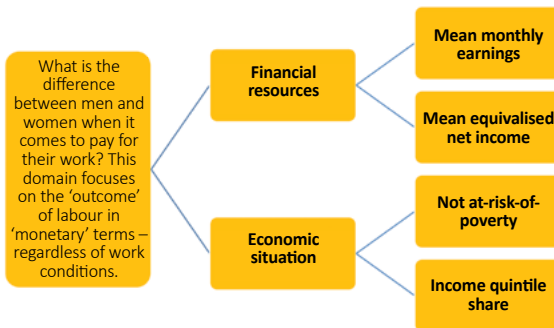 What is the
difference
between men and
women when it
comes to pay for
their work? This
domain focuses
on the ‘outcome’
of labour in
‘monetary’ terms –
regardless of work
conditions.
Financial
resources
Mean monthly
earnings
Mean equivalised
net income
Economic
situation
Not at-risk-of-
poverty
Income quintile
share